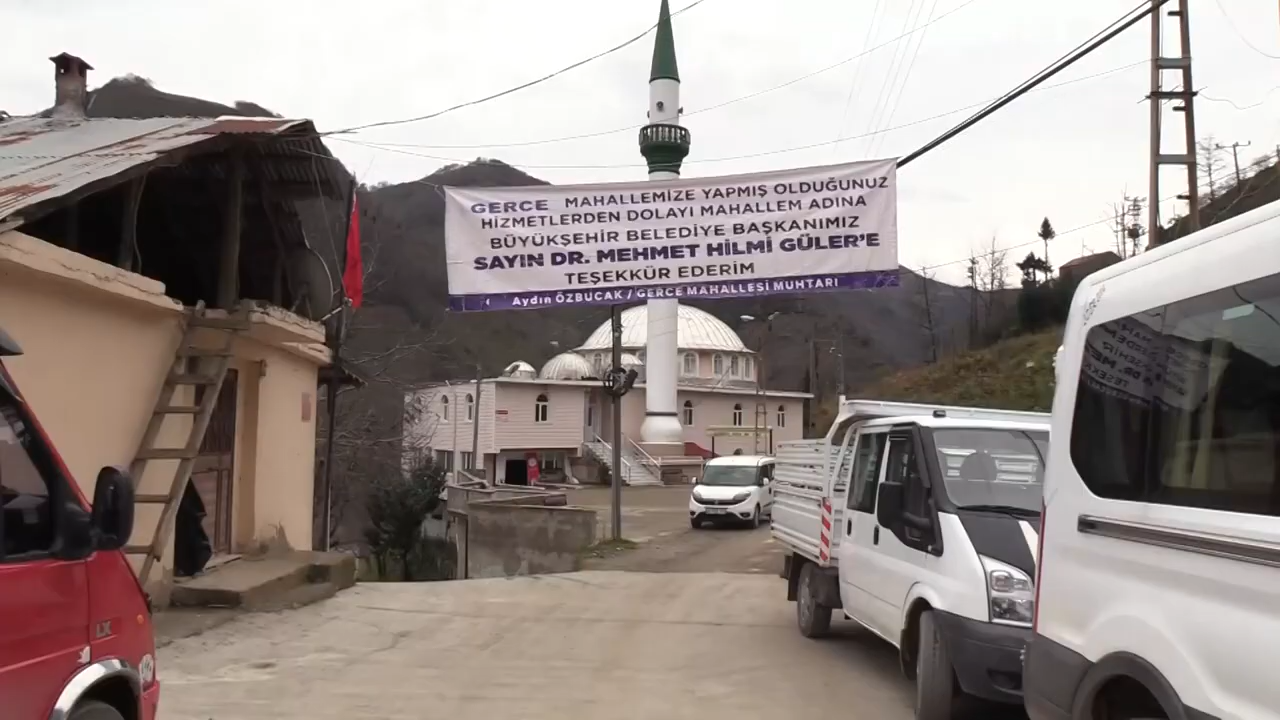 GERCE MAHALLEMİZE YAPMIŞ OLDUĞUNUZ
HİZMETLERDEN DOLAYI MAHALLEM ADINA
BÜYÜKŞEHİR BELEDİYE BAŞKANIMIZ
SAYIN DR. MEHMET HİLMİ GÜLER'E
TEŞEKKÜR EDERİM
Aydın ÖZBUCAK / GERCE MAHALLESİ MUHTARI
LX